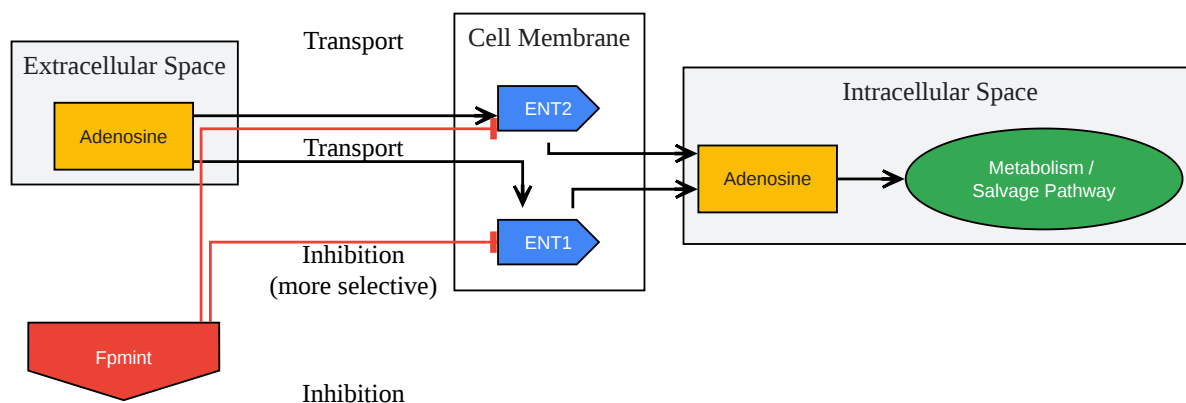 Transport
Cell Membrane
Extracellular Space
Intracellular Space
ENT2
Adenosine
Transport
Adenosine
Metabolism /
Salvage Pathway
ENT1
Inhibition
(more selective)
Fpmint
Inhibition